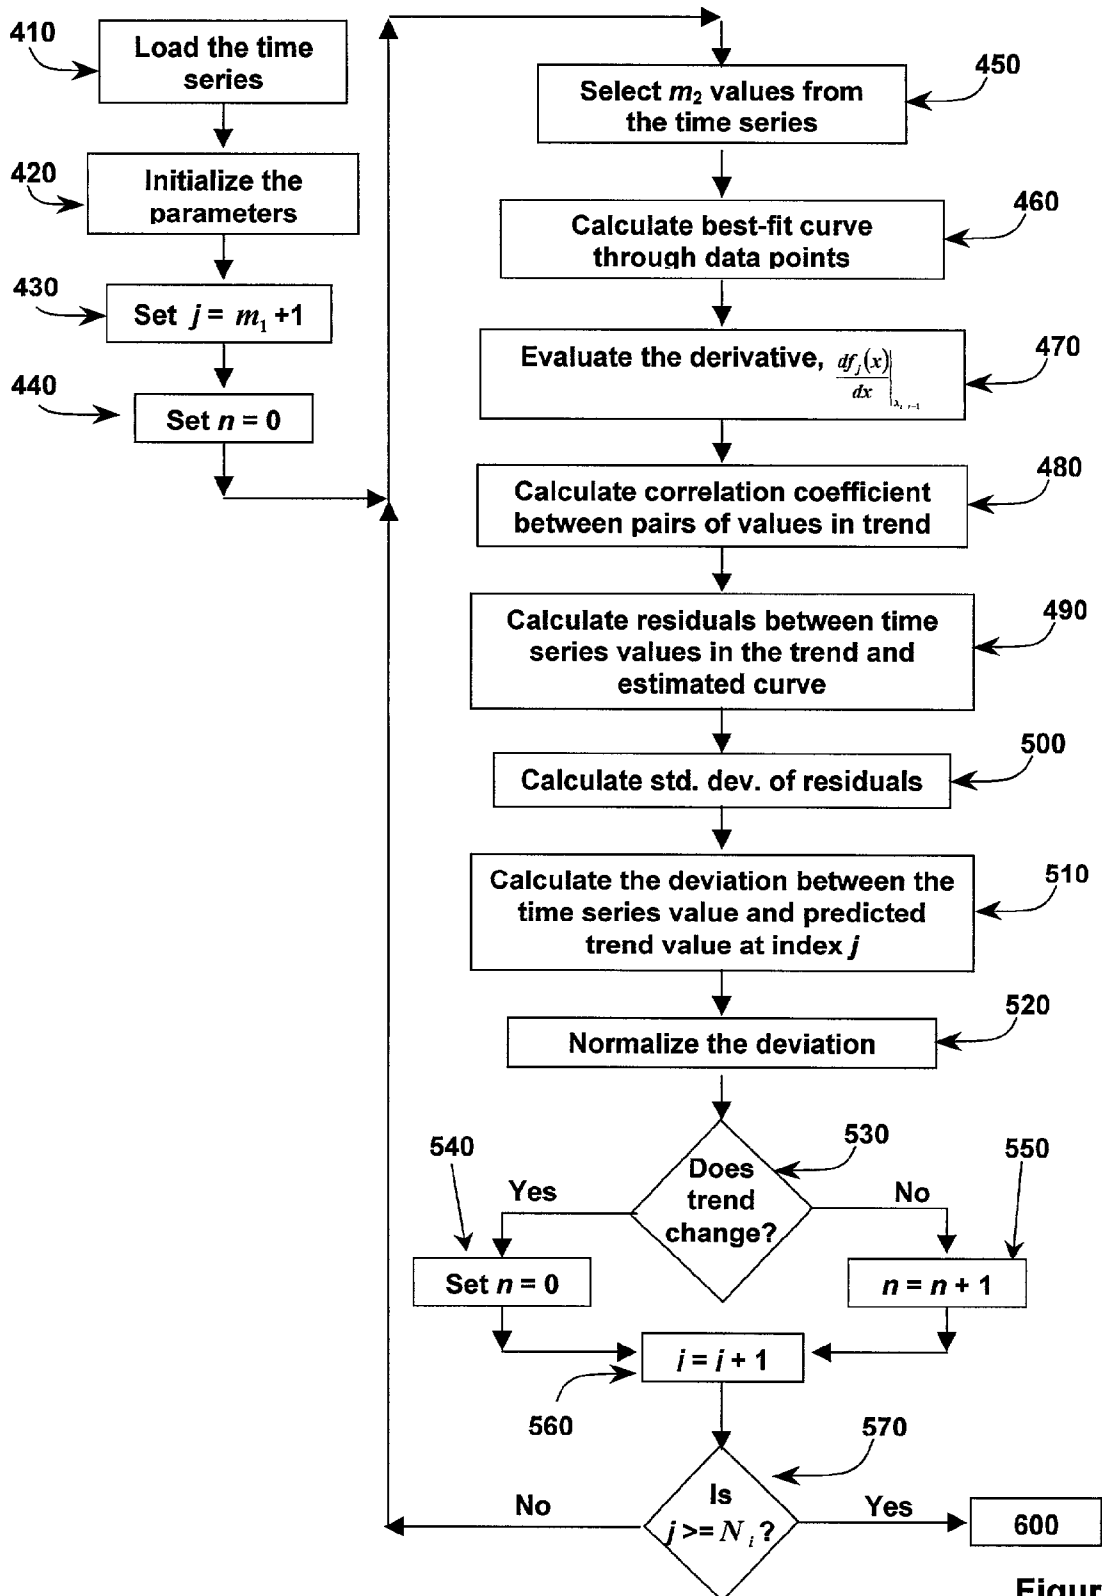 410
Load the time
series
420
Initialize the
parameters
430
Set j = m₁ +1
440
Set n = 0
450
Select m₂ values from
the time series
460
Calculate best-fit curve
through data points
470
Evaluate the derivative, df_j(x)/dx |
480
Calculate correlation coefficient
between pairs of values in trend
490
Calculate residuals between time
series values in the trend and
estimated curve
500
Calculate std. dev. of residuals
510
Calculate the deviation between the
time series value and predicted
trend value at index j
520
Normalize the deviation
530
Does
trend
change?
Yes
No
540
Set n = 0
550
n = n + 1
j = j + 1
560
570
Is
j >= N_i ?
No
Yes
600
Figur